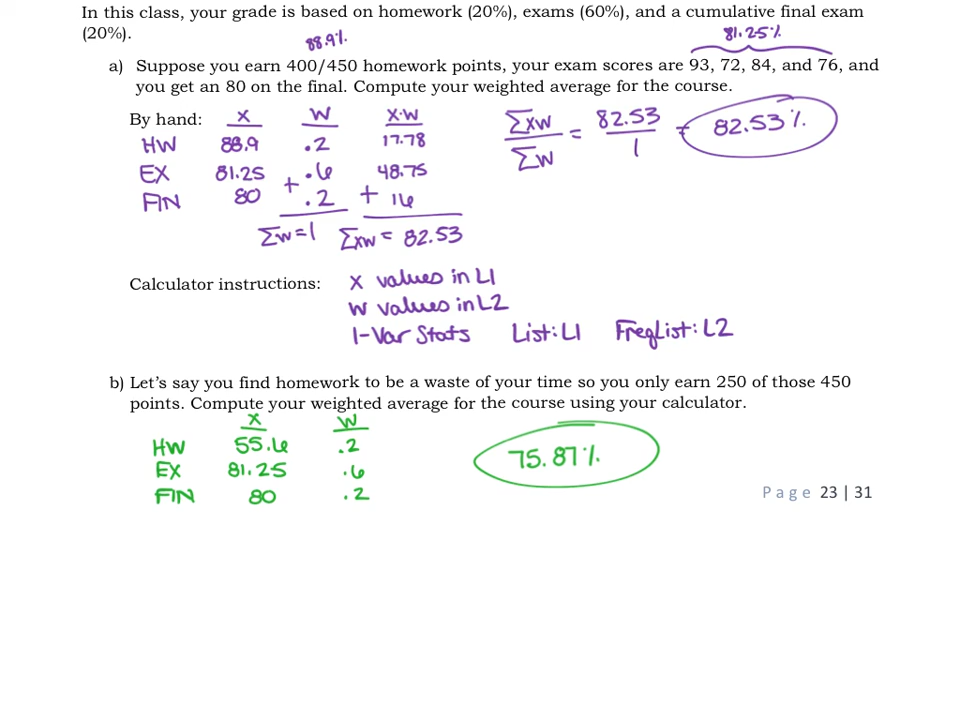 In this class, your grade is based on homework (20%), exams (60%), and a cumulative final exam
(20%).
88.9%
81.25%
a) Suppose you earn 400/450 homework points, your exam scores are 93, 72, 84, and 76, and
you get an 80 on the final. Compute your weighted average for the course.
By hand: X W X·W
HW 88.9 .2 17.78
EX 81.25 .6 48.75
FIN 80 + .2 + 16
Σw=1 Σxw = 82.53
Σxw / Σw = 82.53 / 1 = 82.53%
Calculator instructions: X values in L1
W values in L2
1-Var Stats List: L1 FreqList: L2
b) Let's say you find homework to be a waste of your time so you only earn 250 of those 450
points. Compute your weighted average for the course using your calculator.
X W
HW 55.6 .2
EX 81.25 .6
FIN 80 .2
75.87%
Page 23 | 31